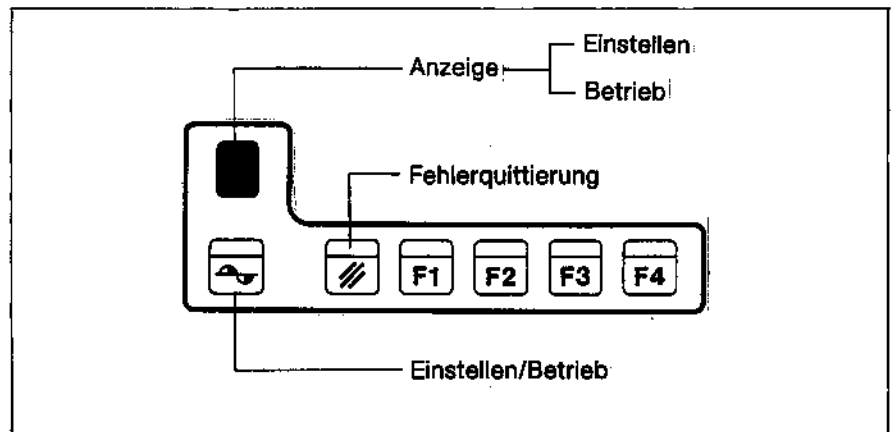 Einstellen
Anzeige
Betrieb
Fehlerquittierung
F1 F2 F3 F4
Einstellen/Betrieb